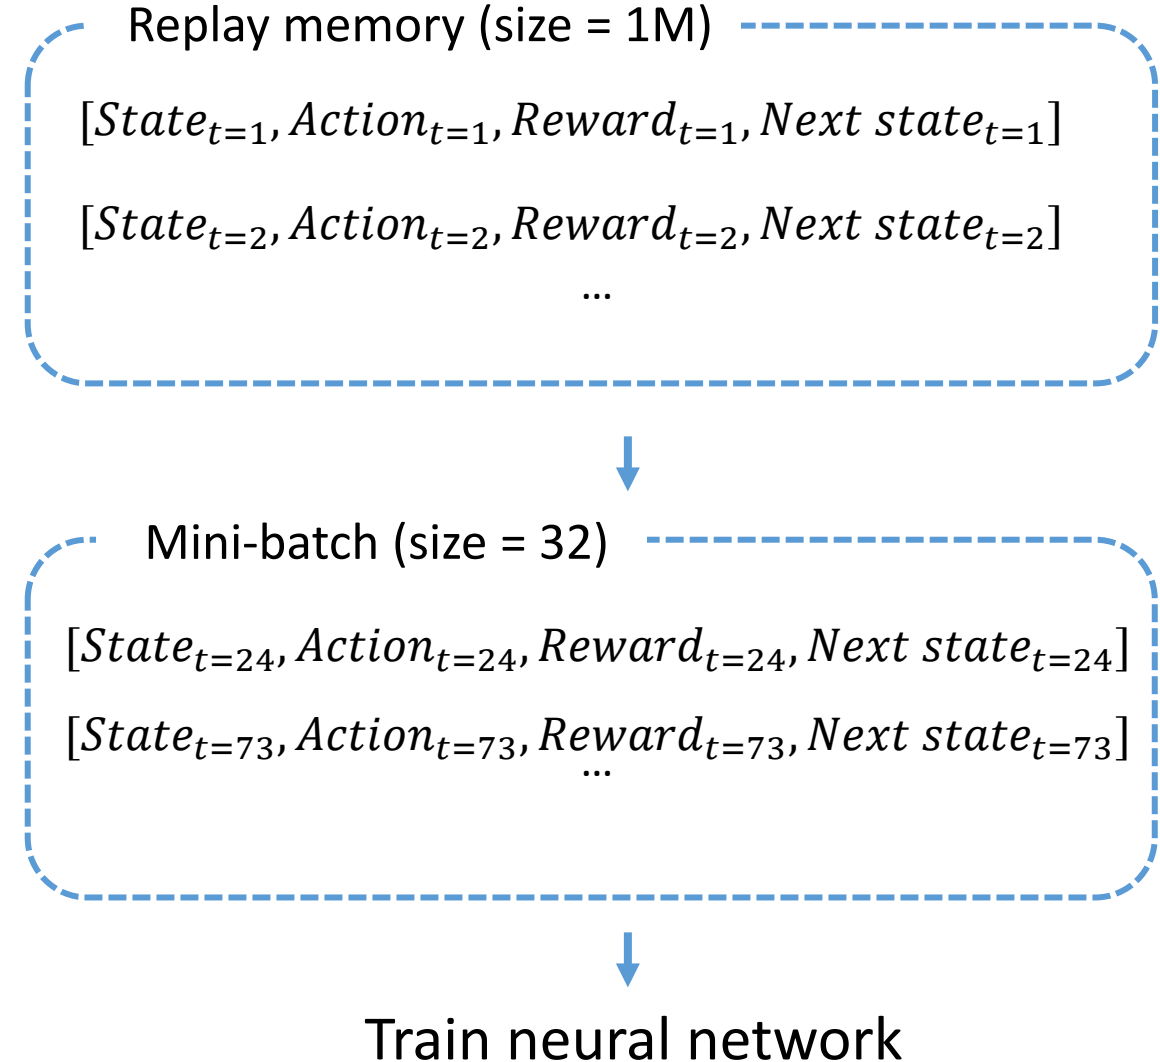 Replay memory (size = 1M)
[State_{t=1}, Action_{t=1}, Reward_{t=1}, Next state_{t=1}]
[State_{t=2}, Action_{t=2}, Reward_{t=2}, Next state_{t=2}]
...
Mini-batch (size = 32)
[State_{t=24}, Action_{t=24}, Reward_{t=24}, Next state_{t=24}]
[State_{t=73}, Action_{t=73}, Reward_{t=73}, Next state_{t=73}]
...
Train neural network